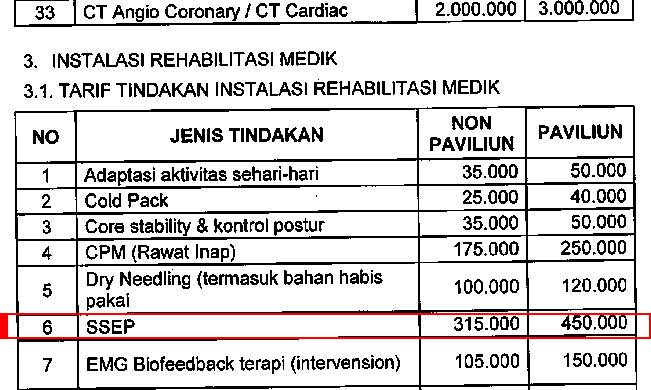 33 CT Angio Coronary / CT Cardiac 2.000.000 3.000.000
3. INSTALASI REHABILITASI MEDIK
3.1. TARIF TINDAKAN INSTALASI REHABILITASI MEDIK
NO JENIS TINDAKAN NON PAVILIUN PAVILIUN
1 Adaptasi aktivitas sehari-hari 35.000 50.000
2 Cold Pack 25.000 40.000
3 Core stability & kontrol postur 35.000 50.000
4 CPM (Rawat Inap) 175.000 250.000
5 Dry Needling (termasuk bahan habis pakai 100.000 120.000
6 SSEP 315.000 450.000
7 EMG Biofeedback terapi (intervension) 105.000 150.000